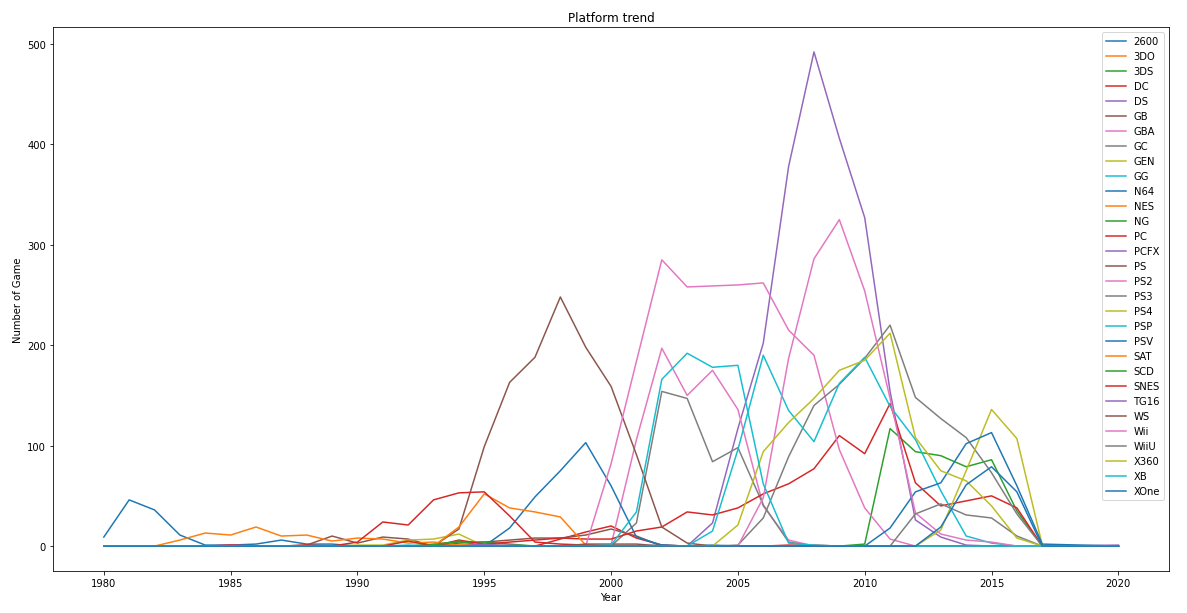 Platform trend
500
400
300
200
100
0
Number of Game
1980
1985
1990
1995
2000
2005
2010
2015
2020
Year
2600
3DO
3DS
DC
DS
GB
GBA
GC
GEN
GG
N64
NES
NG
PC
PCFX
PS
PS2
PS3
PS4
PSP
PSV
SAT
SCD
SNES
TG16
WS
Wii
WiiU
X360
XB
XOne